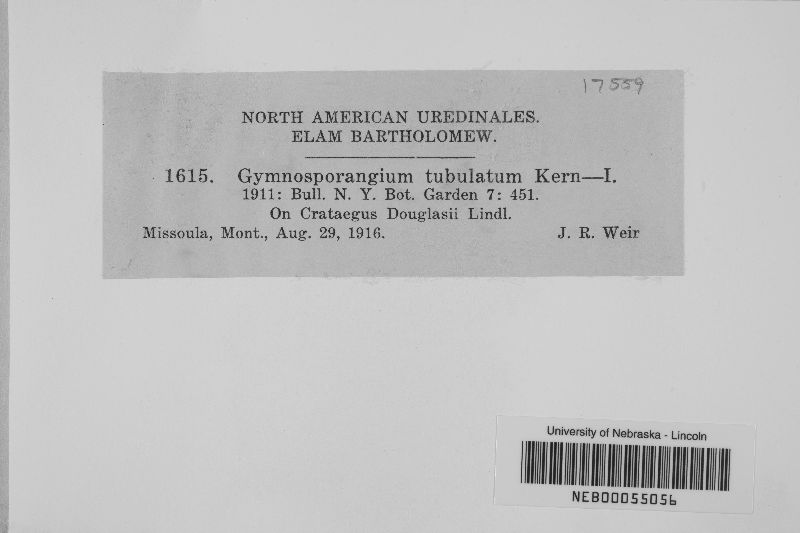 17559
NORTH AMERICAN UREDINALES.
ELAM BARTHOLOMEW.
1615. Gymnosporangium tubulatum Kern—I.
1911: Bull. N. Y. Bot. Garden 7: 451.
On Crataegus Douglasii Lindl.
Missoula, Mont., Aug. 29, 1916. J. R. Weir
University of Nebraska - Lincoln
NEB00055056